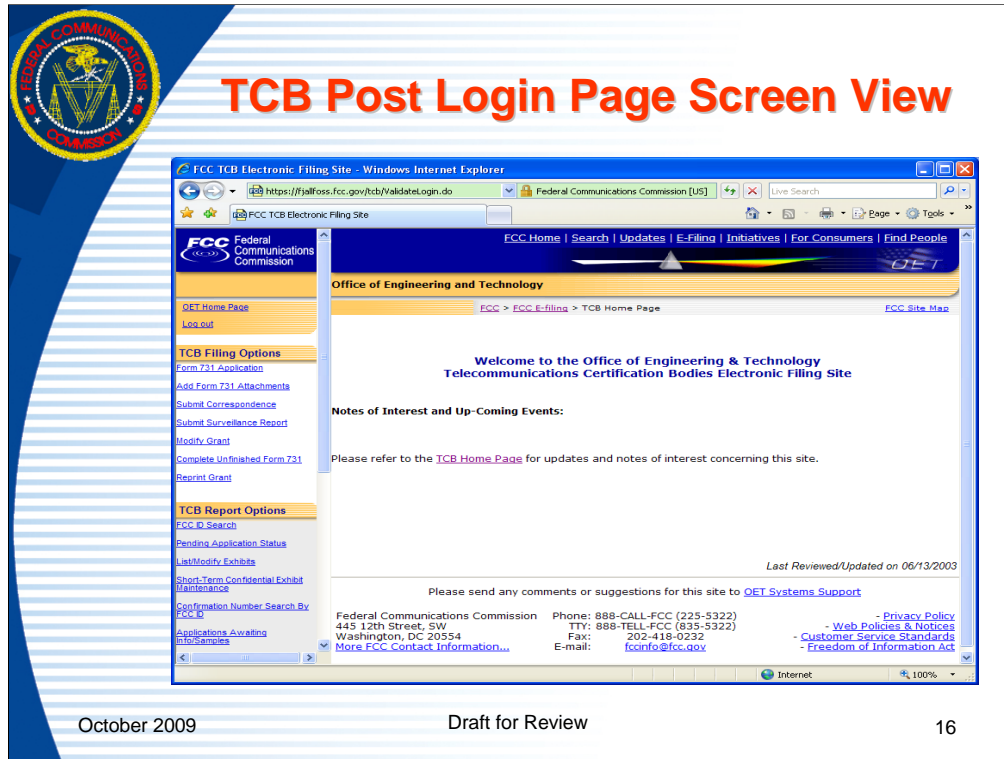 FEDERAL COMMUNICATIONS COMMISSION
TCB Post Login Page Screen View
FCC TCB Electronic Filing Site - Windows Internet Explorer
https://fjallfoss.fcc.gov/tcb/ValidateLogin.do
Federal Communications Commission [US]
Live Search
FCC TCB Electronic Filing Site
Page
Tools
FCC Federal Communications Commission
FCC Home | Search | Updates | E-Filing | Initiatives | For Consumers | Find People
OET
Office of Engineering and Technology
FCC > FCC E-filing > TCB Home Page
FCC Site Map
OET Home Page
Log out
TCB Filing Options
Form 731 Application
Add Form 731 Attachments
Submit Correspondence
Submit Surveillance Report
Modify Grant
Complete Unfinished Form 731
Reprint Grant
TCB Report Options
FCC ID Search
Pending Application Status
List/Modify Exhibits
Short-Term Confidential Exhibit
Maintenance
Confirmation Number Search By
FCC ID
Applications Awaiting
Info/Samples
Welcome to the Office of Engineering & Technology
Telecommunications Certification Bodies Electronic Filing Site
Notes of Interest and Up-Coming Events:
Please refer to the TCB Home Page for updates and notes of interest concerning this site.
Last Reviewed/Updated on 06/13/2003
Please send any comments or suggestions for this site to OET Systems Support
Federal Communications Commission
445 12th Street, SW
Washington, DC 20554
More FCC Contact Information...
Phone: 888-CALL-FCC (225-5322)
TTY: 888-TELL-FCC (835-5322)
Fax: 202-418-0232
E-mail: fccinfo@fcc.gov
Privacy Policy
- Web Policies & Notices
- Customer Service Standards
- Freedom of Information Act
Internet
100%
October 2009
Draft for Review
16